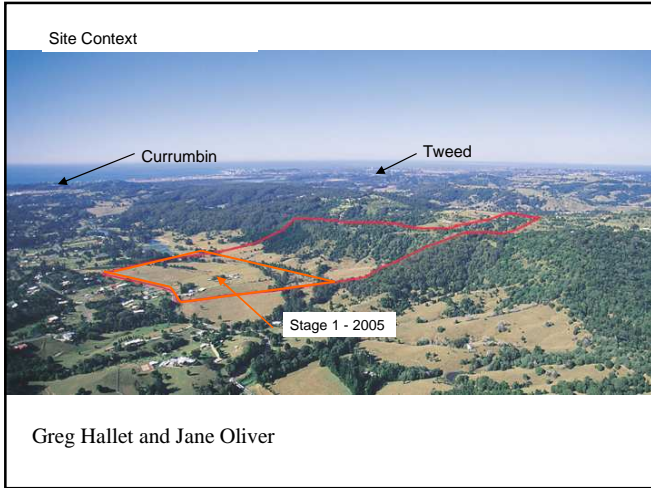 Site Context
Currumbin
Tweed
Stage 1 - 2005
Greg Hallet and Jane Oliver